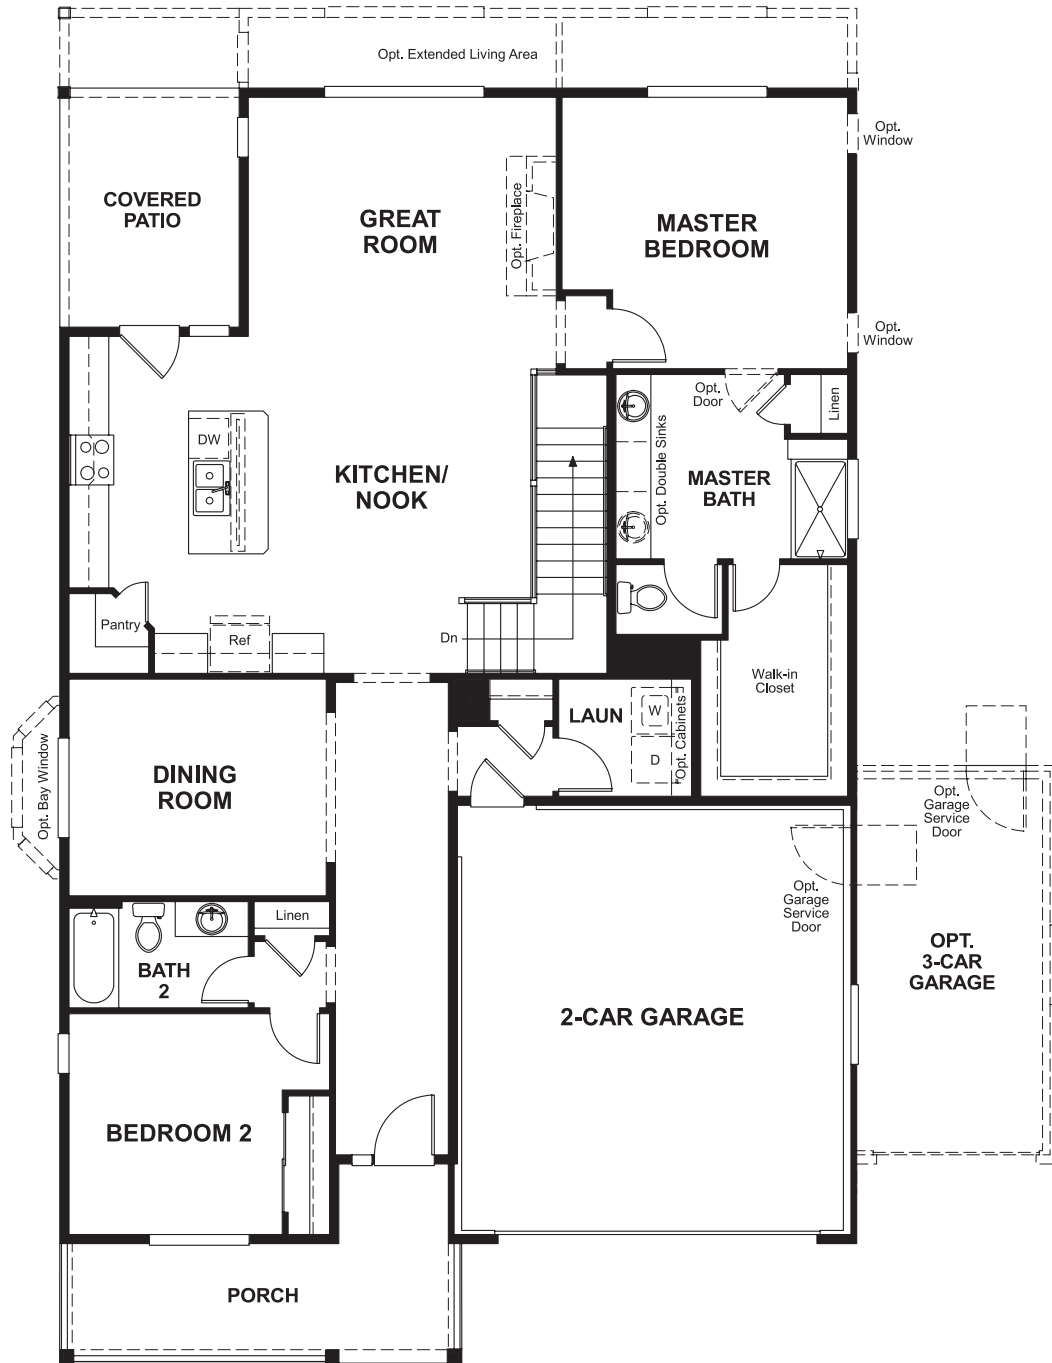 Opt. Extended Living Area
Opt.
Window
COVERED
PATIO
GREAT
ROOM
Opt. Fireplace
MASTER
BEDROOM
Opt.
Window
Opt.
Door
Linen
DW
Opt. Double Sinks
KITCHEN/
NOOK
MASTER
BATH
Pantry
Ref
Dn
Walk-in
Closet
LAUN
W
D
"Opt. Cabinets"
Opt. Bay Window
DINING
ROOM
Opt.
Garage
Service
Door
Opt.
Garage
Service
Door
Linen
BATH
2
OPT.
3-CAR
GARAGE
2-CAR GARAGE
BEDROOM 2
PORCH